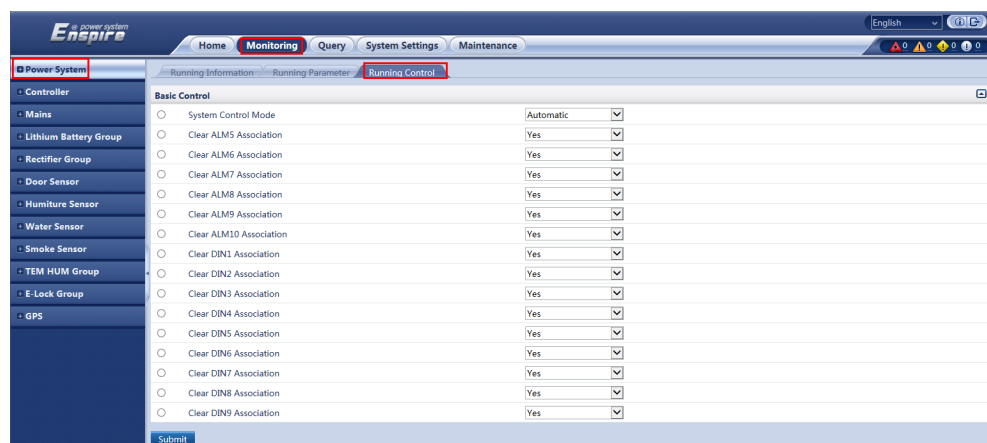 English
Enspire e power system
Home Monitoring Query System Settings Maintenance
0 0 0 0
Power System
Running Information Running Parameter Running Control
Controller
Mains
Lithium Battery Group
Rectifier Group
Door Sensor
Humiture Sensor
Water Sensor
Smoke Sensor
TEM HUM Group
E-Lock Group
GPS
Basic Control
System Control Mode Automatic
Clear ALM5 Association Yes
Clear ALM6 Association Yes
Clear ALM7 Association Yes
Clear ALM8 Association Yes
Clear ALM9 Association Yes
Clear ALM10 Association Yes
Clear DIN1 Association Yes
Clear DIN2 Association Yes
Clear DIN3 Association Yes
Clear DIN4 Association Yes
Clear DIN5 Association Yes
Clear DIN6 Association Yes
Clear DIN7 Association Yes
Clear DIN8 Association Yes
Clear DIN9 Association Yes
Submit